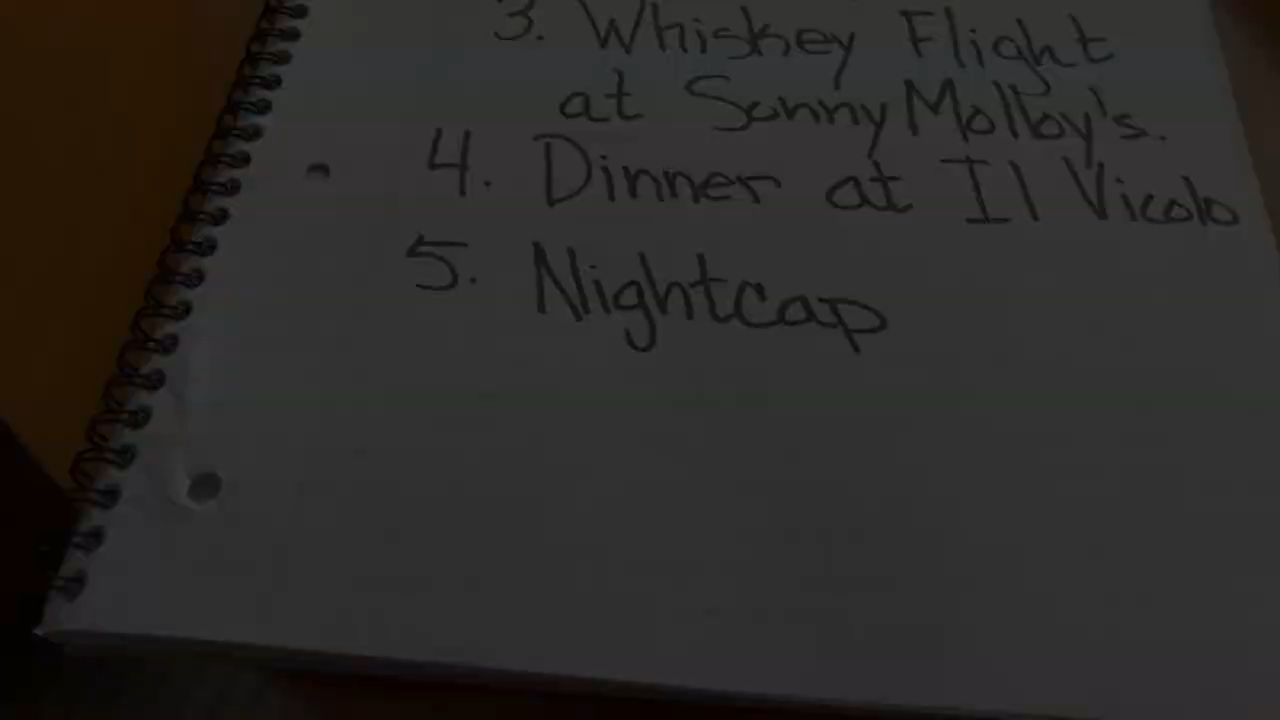 3. Whiskey Flight
at Sonny Molloy's.
4. Dinner at Il Vicolo
5. Nightcap